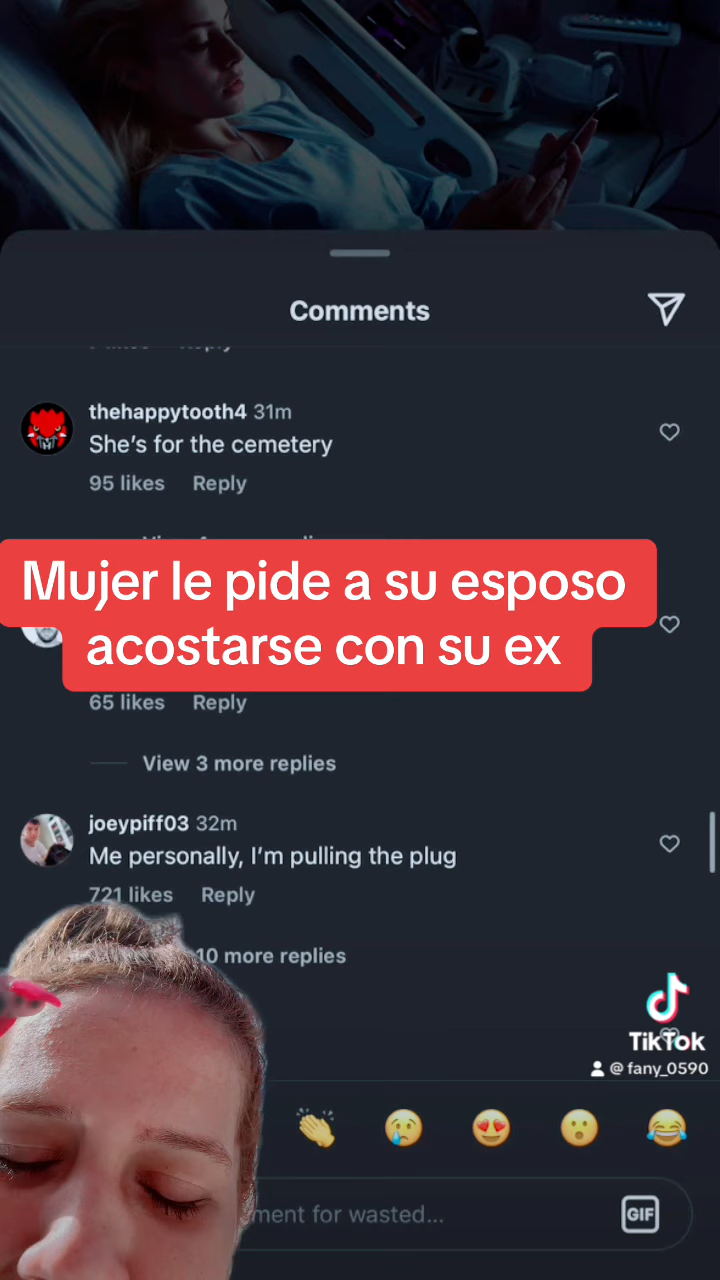 Comments
Reply
thehappytooth4 31m
She's for the cemetery
95 likes Reply
Mujer le pide a su esposo
acostarse con su ex
65 likes Reply
View 3 more replies
joeypiff03 32m
Me personally, I'm pulling the plug
721 likes Reply
10 more replies
TikTok
@fany_0590
for wasted...
GIF